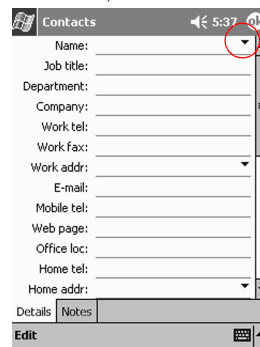 Contacts 5:37 ok
Name:
Job title:
Department:
Company:
Work tel:
Work fax:
Work addr:
E-mail:
Mobile tel:
Web page:
Office loc:
Home tel:
Home addr:
Details Notes
Edit